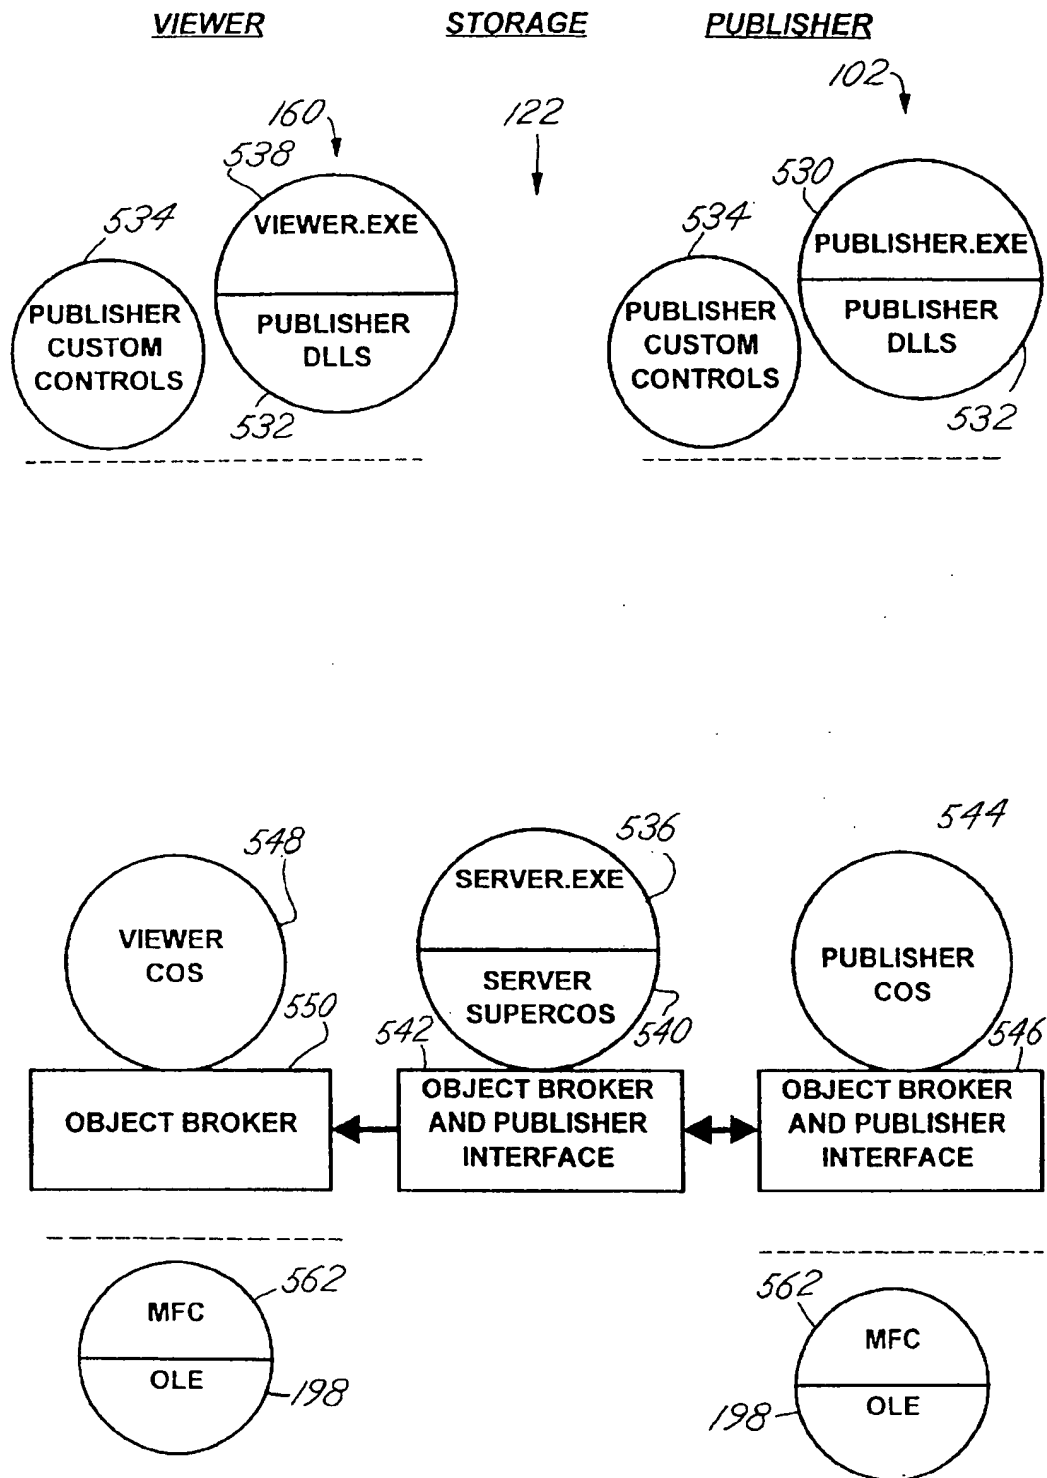 VIEWER STORAGE PUBLISHER
160 122 102
538 530
534 534
VIEWER.EXE PUBLISHER.EXE
PUBLISHER
CUSTOM
CONTROLS
PUBLISHER
DLLS
PUBLISHER
CUSTOM
CONTROLS
PUBLISHER
DLLS
532 532
548 536 544
VIEWER
COS
SERVER.EXE
SERVER
SUPERCOS
PUBLISHER
COS
550 542 540 546
OBJECT BROKER
OBJECT BROKER
AND PUBLISHER
INTERFACE
OBJECT BROKER
AND PUBLISHER
INTERFACE
562 562
MFC
OLE
198
MFC
OLE
198